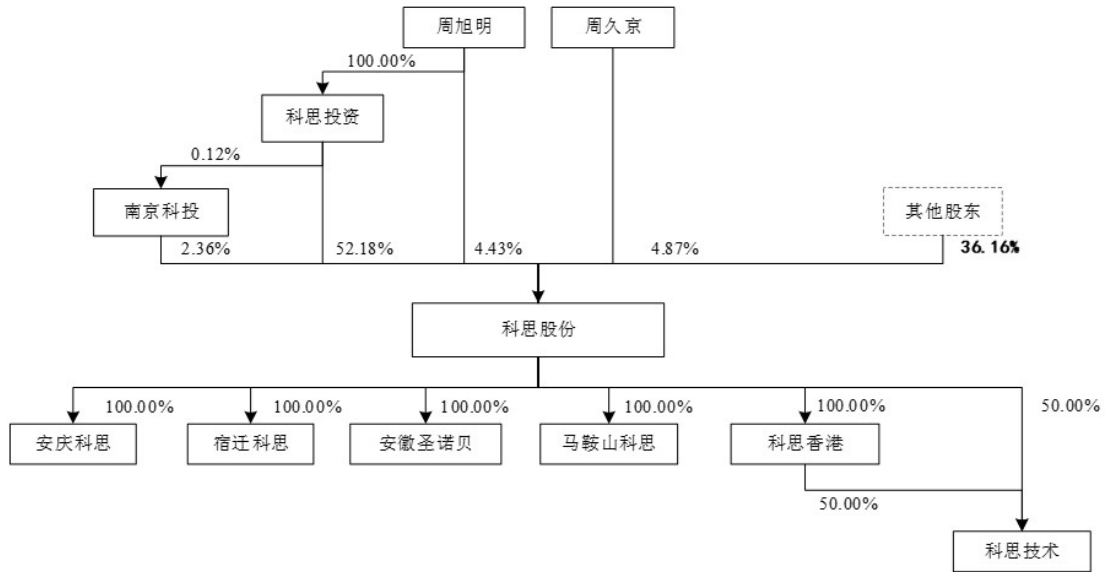 周旭明
周久京
100.00%
科思投资
0.12%
南京科投
其他股东
2.36%
52.18%
4.43%
4.87%
36.16%
科思股份
100.00%
100.00%
100.00%
100.00%
100.00%
50.00%
安庆科思
宿迁科思
安徽圣诺贝
马鞍山科思
科思香港
50.00%
科思技术